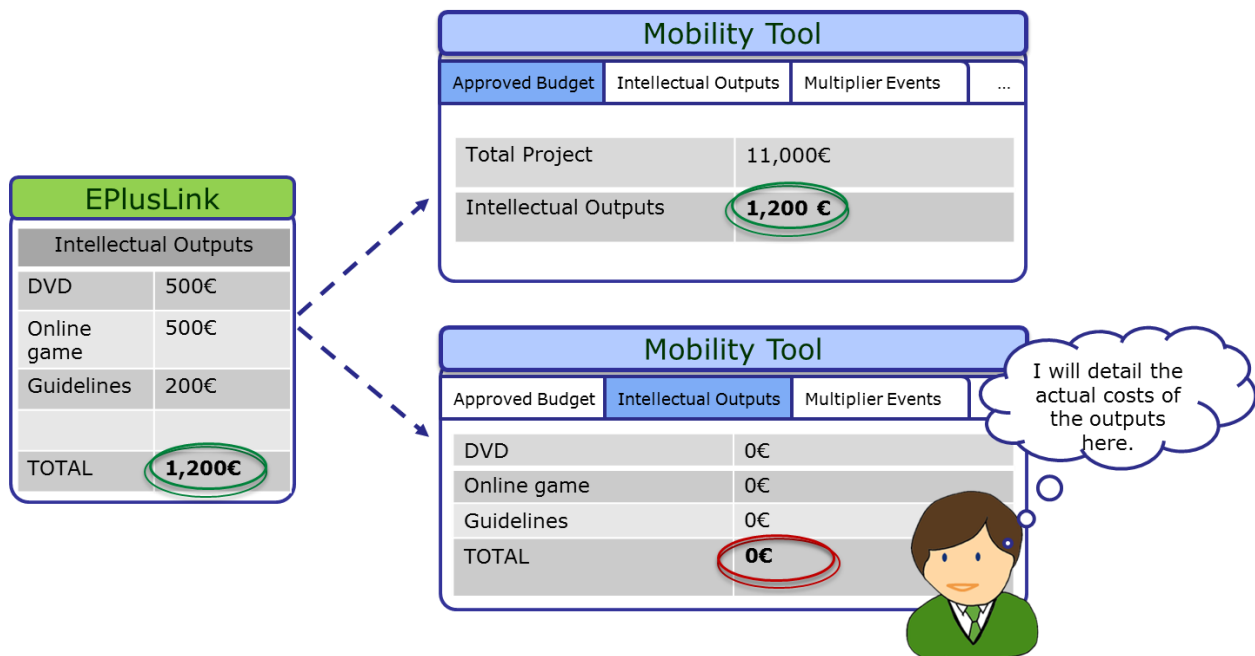 EPlusLink
Intellectual Outputs
DVD 500€
Online 500€
game
Guidelines 200€
TOTAL 1,200€
Mobility Tool
Approved Budget Intellectual Outputs Multiplier Events ...
Total Project 11,000€
Intellectual Outputs 1,200 €
Mobility Tool
Approved Budget Intellectual Outputs Multiplier Events
DVD 0€
Online game 0€
Guidelines 0€
TOTAL 0€
I will detail the
actual costs of
the outputs
here.